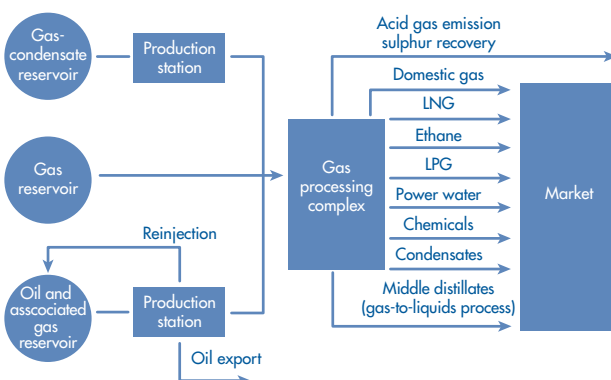 Acid gas emission
sulphur recovery
Gas-
condensate
reservoir
Production
station
Domestic gas
LNG
Ethane
LPG
Power water
Chemicals
Condensates
Middle distillates
(gas-to-liquids process)
Gas
reservoir
Gas
processing
complex
Market
Reinjection
Oil and
asscociated
gas
reservoir
Production
station
Oil export